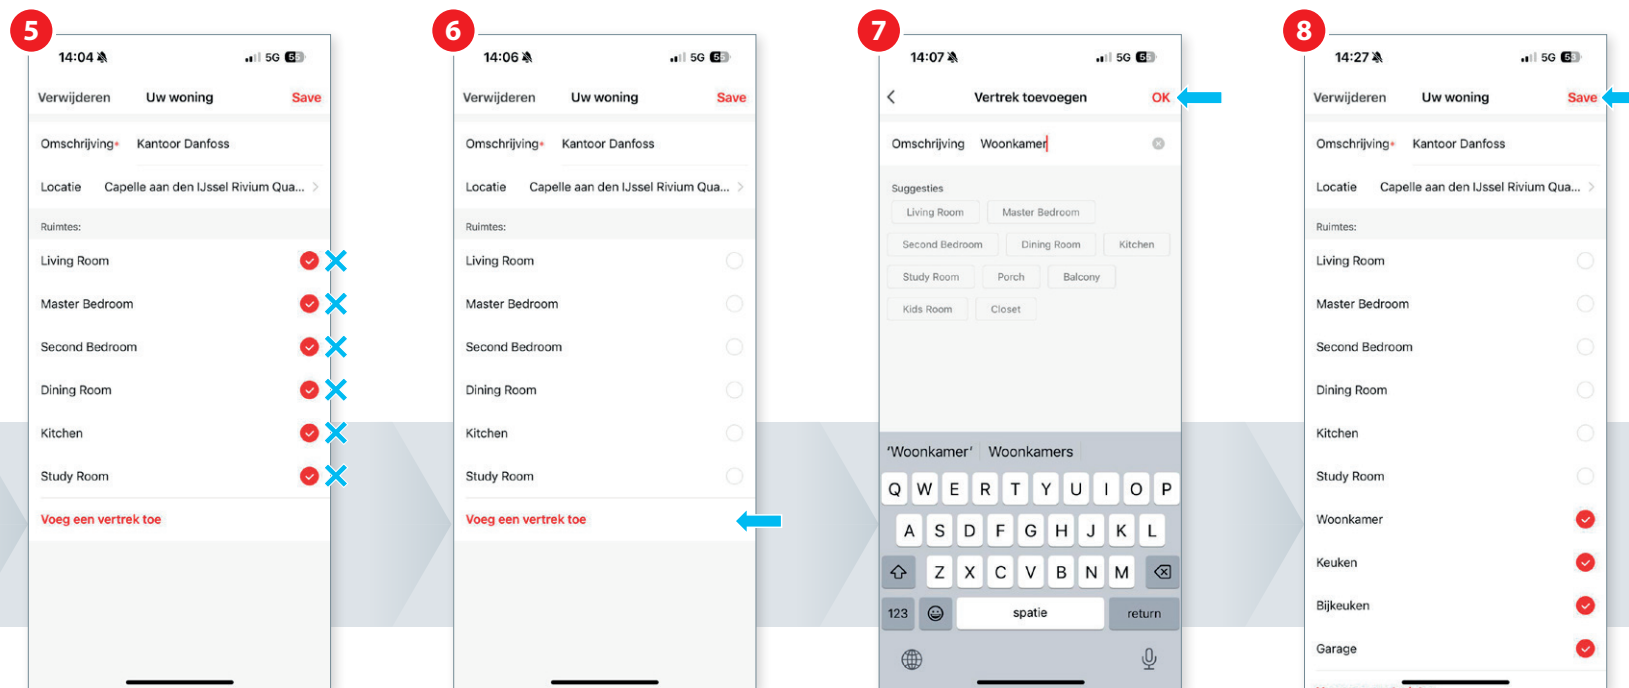 5
14:04 5G 55
Verwijderen Uw woning Save
Omschrijving* Kantoor Danfoss
Locatie Capelle aan den IJssel Rivium Qua...
Ruimtes:
Living Room
Master Bedroom
Second Bedroom
Dining Room
Kitchen
Study Room
Voeg een vertrek toe
6
14:06 5G 55
Verwijderen Uw woning Save
Omschrijving* Kantoor Danfoss
Locatie Capelle aan den IJssel Rivium Qua...
Ruimtes:
Living Room
Master Bedroom
Second Bedroom
Dining Room
Kitchen
Study Room
Voeg een vertrek toe
7
14:07 5G
Vertrek toevoegen OK
Omschrijving Woonkamer
Suggesties
Living Room Master Bedroom
Second Bedroom Dining Room Kitchen
Study Room Porch Balcony
Kids Room Closet
'Woonkamer' Woonkamers
Q W E R T Y U I O P
A S D F G H J K L
Z X C V B N M
123 spatie return
8
14:27 5G
Verwijderen Uw woning Save
Omschrijving* Kantoor Danfoss
Locatie Capelle aan den IJssel Rivium Qua...
Ruimtes:
Living Room
Master Bedroom
Second Bedroom
Dining Room
Kitchen
Study Room
Woonkamer
Keuken
Bijkeuken
Garage